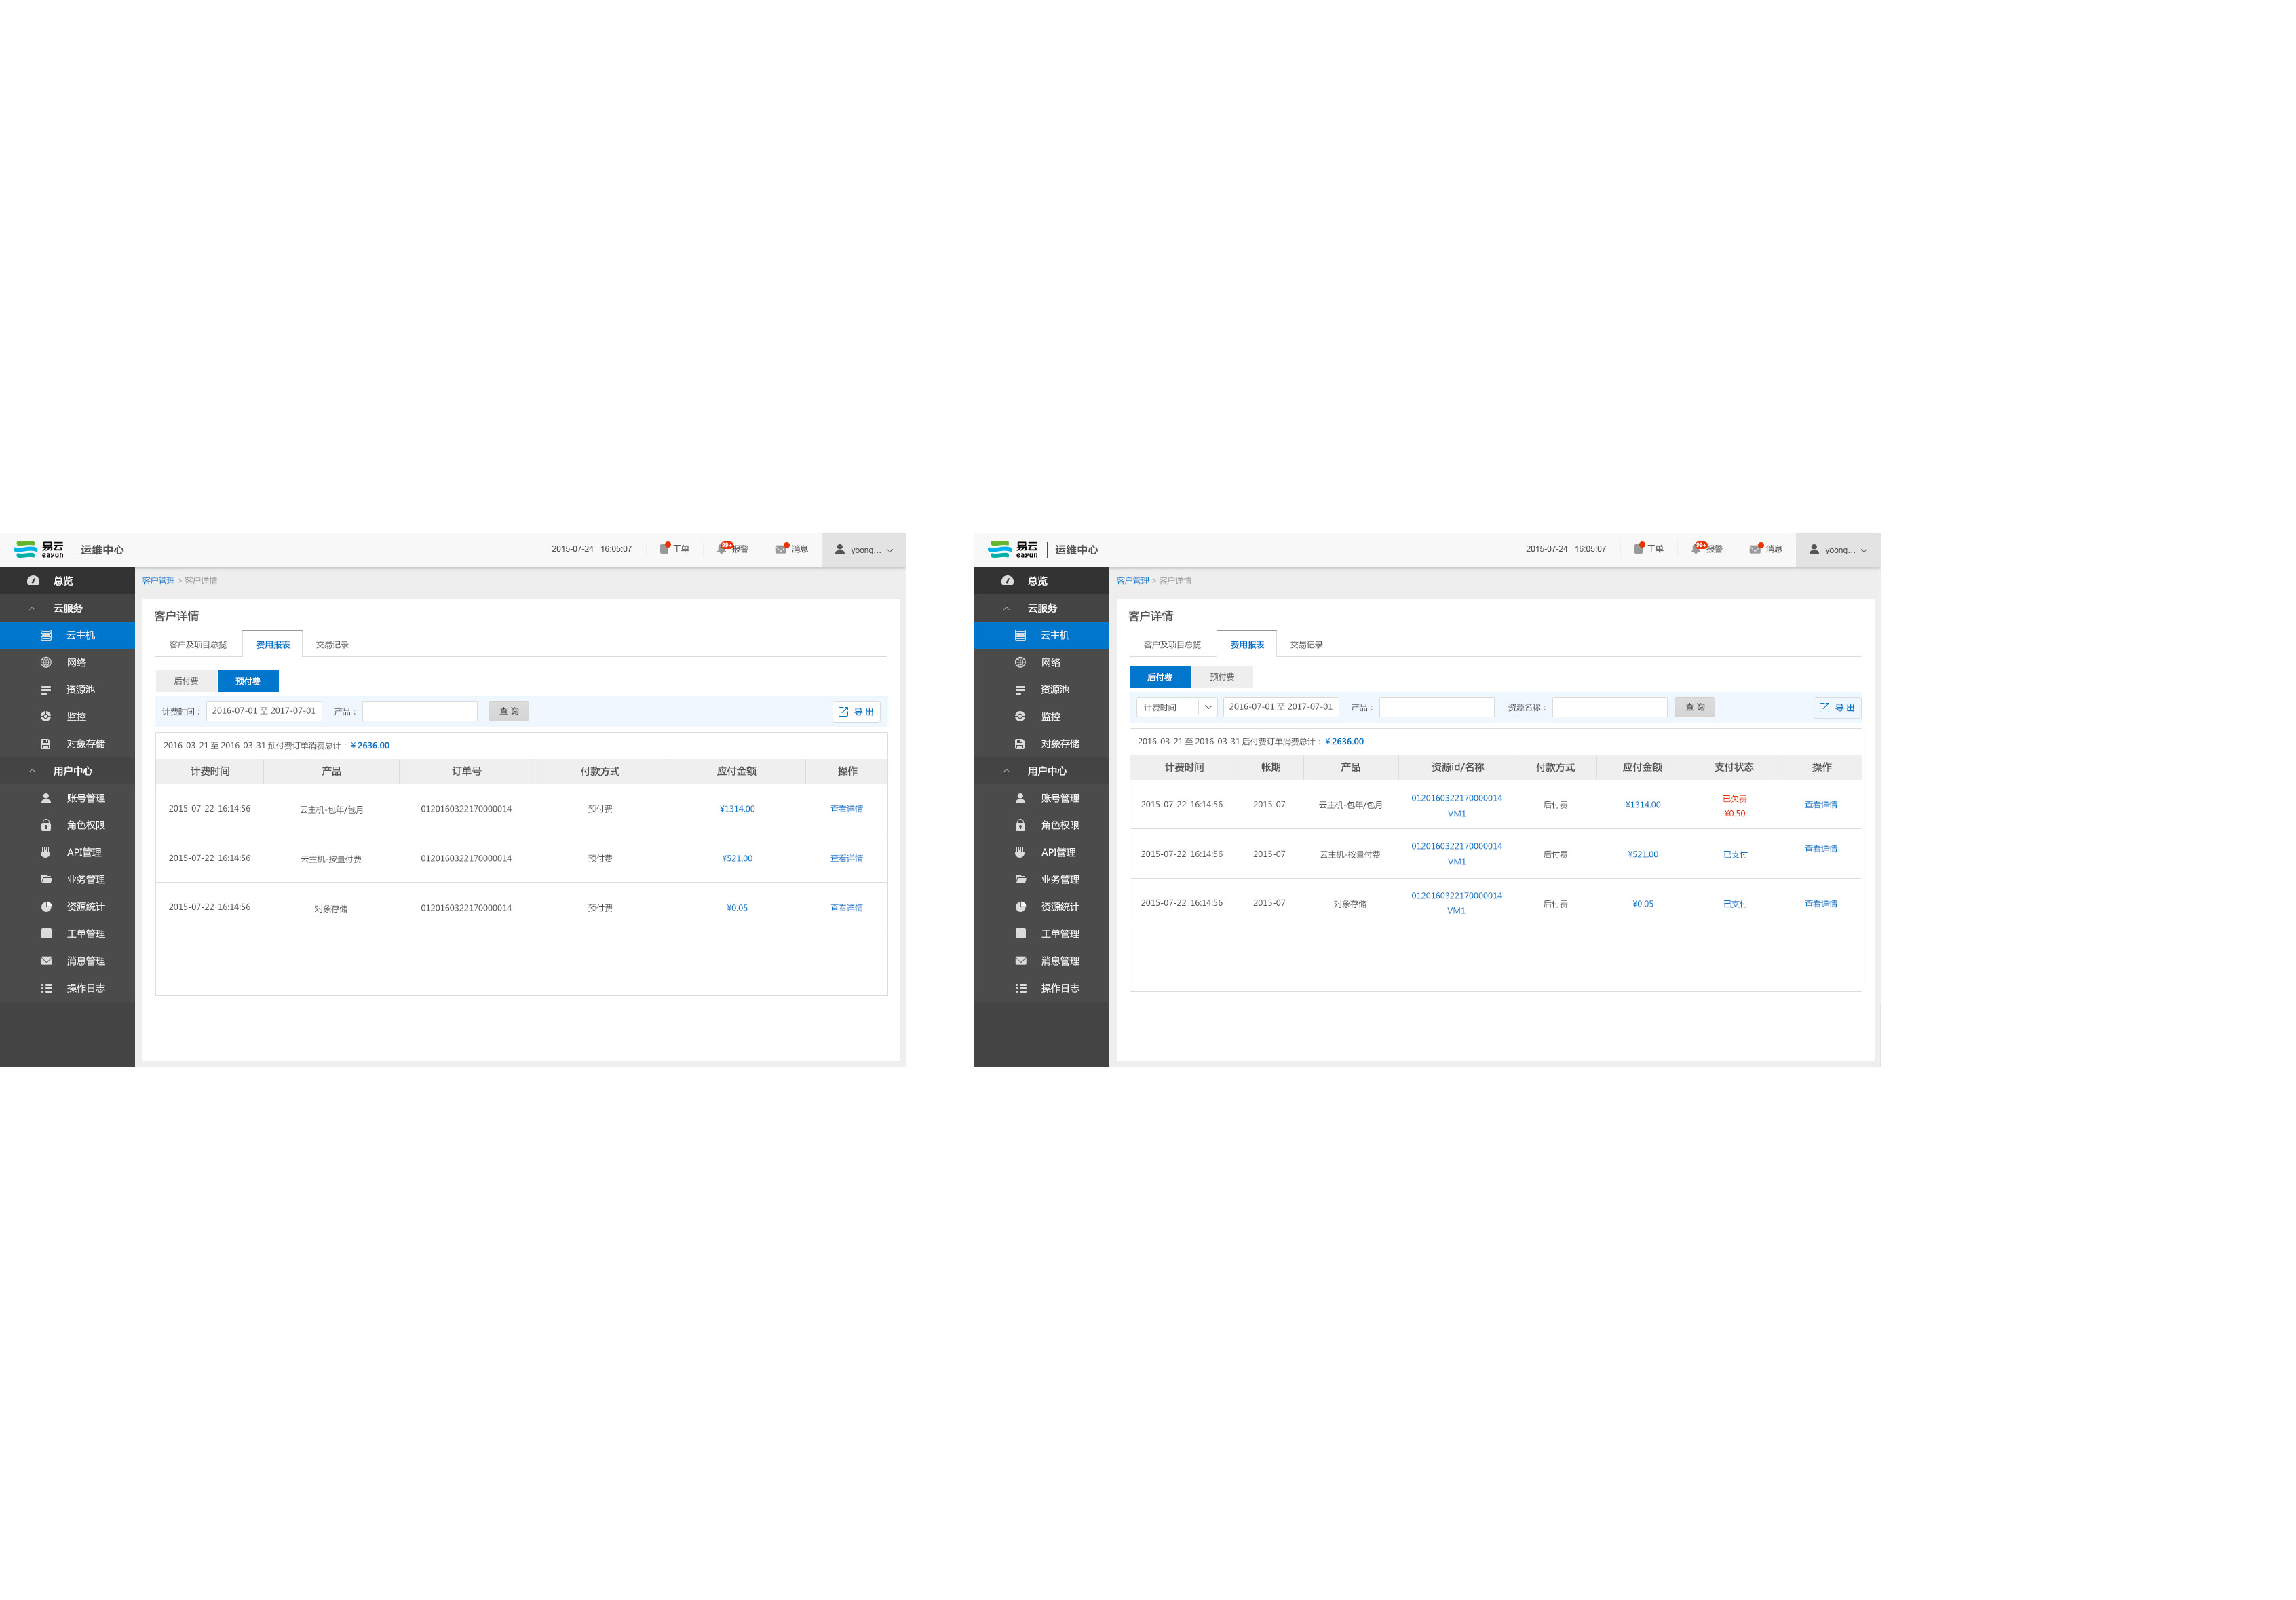 易云
eayun
运维中心
2015-07-24 16:05:07
工单
99+
报警
消息
yoong...
总览
云服务
云主机
网络
资源池
监控
对象存储
用户中心
账号管理
角色权限
API管理
业务管理
资源统计
工单管理
消息管理
操作日志
客户管理 > 客户详情
客户详情
客户及项目总揽 费用报表 交易记录
后付费 预付费
计费时间： 2016-07-01 至 2017-07-01 产品： 查 询 导 出
2016-03-21 至 2016-03-31 预付费订单消费总计：¥ 2636.00
计费时间 产品 订单号 付款方式 应付金额 操作
2015-07-22 16:14:56 云主机-包年/包月 0120160322170000014 预付费 ¥1314.00 查看详情
2015-07-22 16:14:56 云主机-按量付费 0120160322170000014 预付费 ¥521.00 查看详情
2015-07-22 16:14:56 对象存储 0120160322170000014 预付费 ¥0.05 查看详情
易云
eayun
运维中心
2015-07-24 16:05:07
工单
99+
报警
消息
yoong...
总览
云服务
云主机
网络
资源池
监控
对象存储
用户中心
账号管理
角色权限
API管理
业务管理
资源统计
工单管理
消息管理
操作日志
客户管理 > 客户详情
客户详情
客户及项目总揽 费用报表 交易记录
后付费 预付费
计费时间 2016-07-01 至 2017-07-01 产品： 资源名称： 查 询 导 出
2016-03-21 至 2016-03-31 后付费订单消费总计：¥ 2636.00
计费时间 帐期 产品 资源id/名称 付款方式 应付金额 支付状态 操作
2015-07-22 16:14:56 2015-07 云主机-包年/包月 0120160322170000014 VM1 后付费 ¥1314.00 已欠费 ¥0.50 查看详情
2015-07-22 16:14:56 2015-07 云主机-按量付费 0120160322170000014 VM1 后付费 ¥521.00 已支付 查看详情
2015-07-22 16:14:56 2015-07 对象存储 0120160322170000014 VM1 后付费 ¥0.05 已支付 查看详情